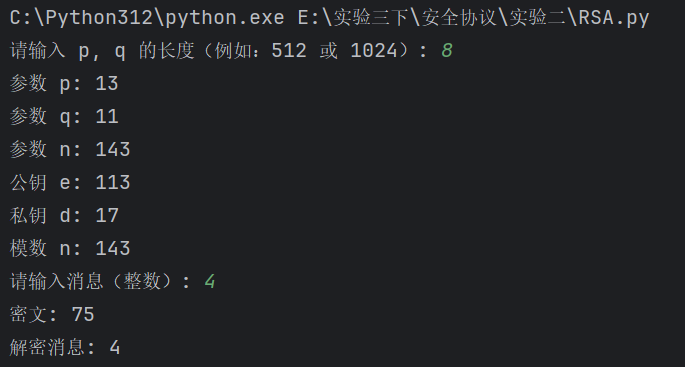 C:\Python312\python.exe E:\实验三下\安全协议\实验二\RSA.py
请输入 p, q 的长度（例如：512 或 1024）: 8
参数 p: 13
参数 q: 11
参数 n: 143
公钥 e: 113
私钥 d: 17
模数 n: 143
请输入消息（整数）: 4
密文: 75
解密消息: 4